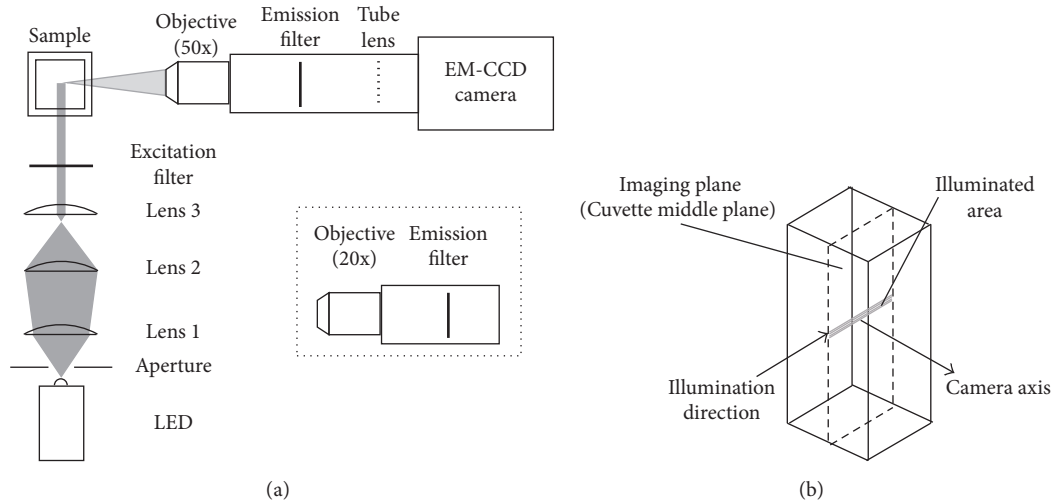 Sample
Objective
(50x)
Emission
filter
Tube
lens
EM-CCD
camera
Excitation
filter
Lens 3
Lens 2
Lens 1
Aperture
LED
Objective
(20x)
Emission
filter
(a)
Imaging plane
(Cuvette middle plane)
Illuminated
area
Illumination
direction
Camera axis
(b)